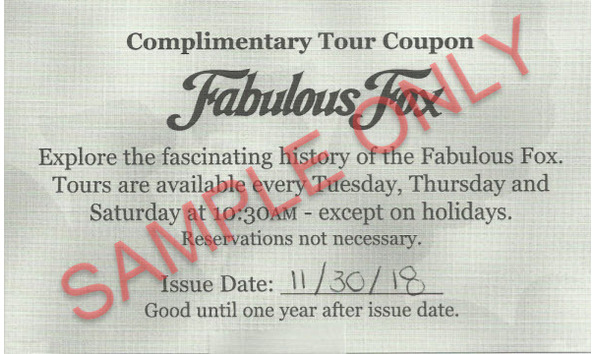 Complimentary Tour Coupon
Fabulous Fox
Explore the fascinating history of the Fabulous Fox.
Tours are available every Tuesday, Thursday and
Saturday at 10:30AM - except on holidays.
Reservations not necessary.
Issue Date: 11/30/18
Good until one year after issue date.
SAMPLE ONLY